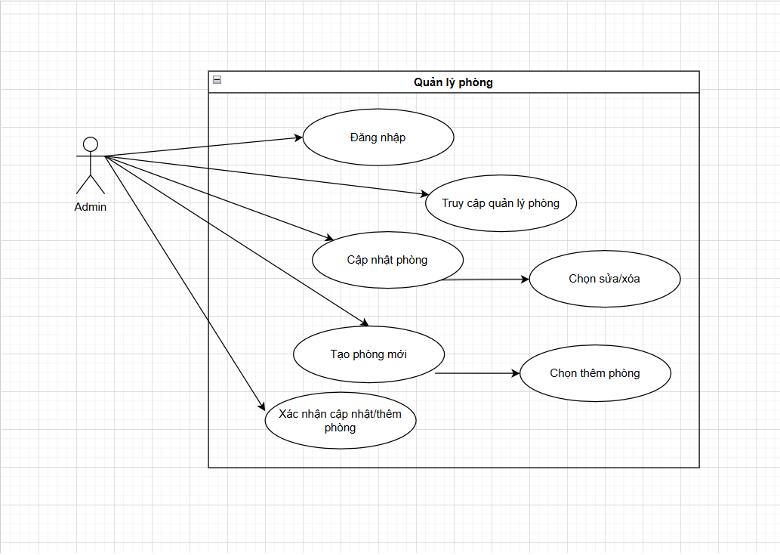 Quản lý phòng
Đăng nhập
Admin
Truy cập quản lý phòng
Cập nhật phòng
Chọn sửa/xóa
Tạo phòng mới
Chọn thêm phòng
Xác nhận cập nhật/thêm
phòng